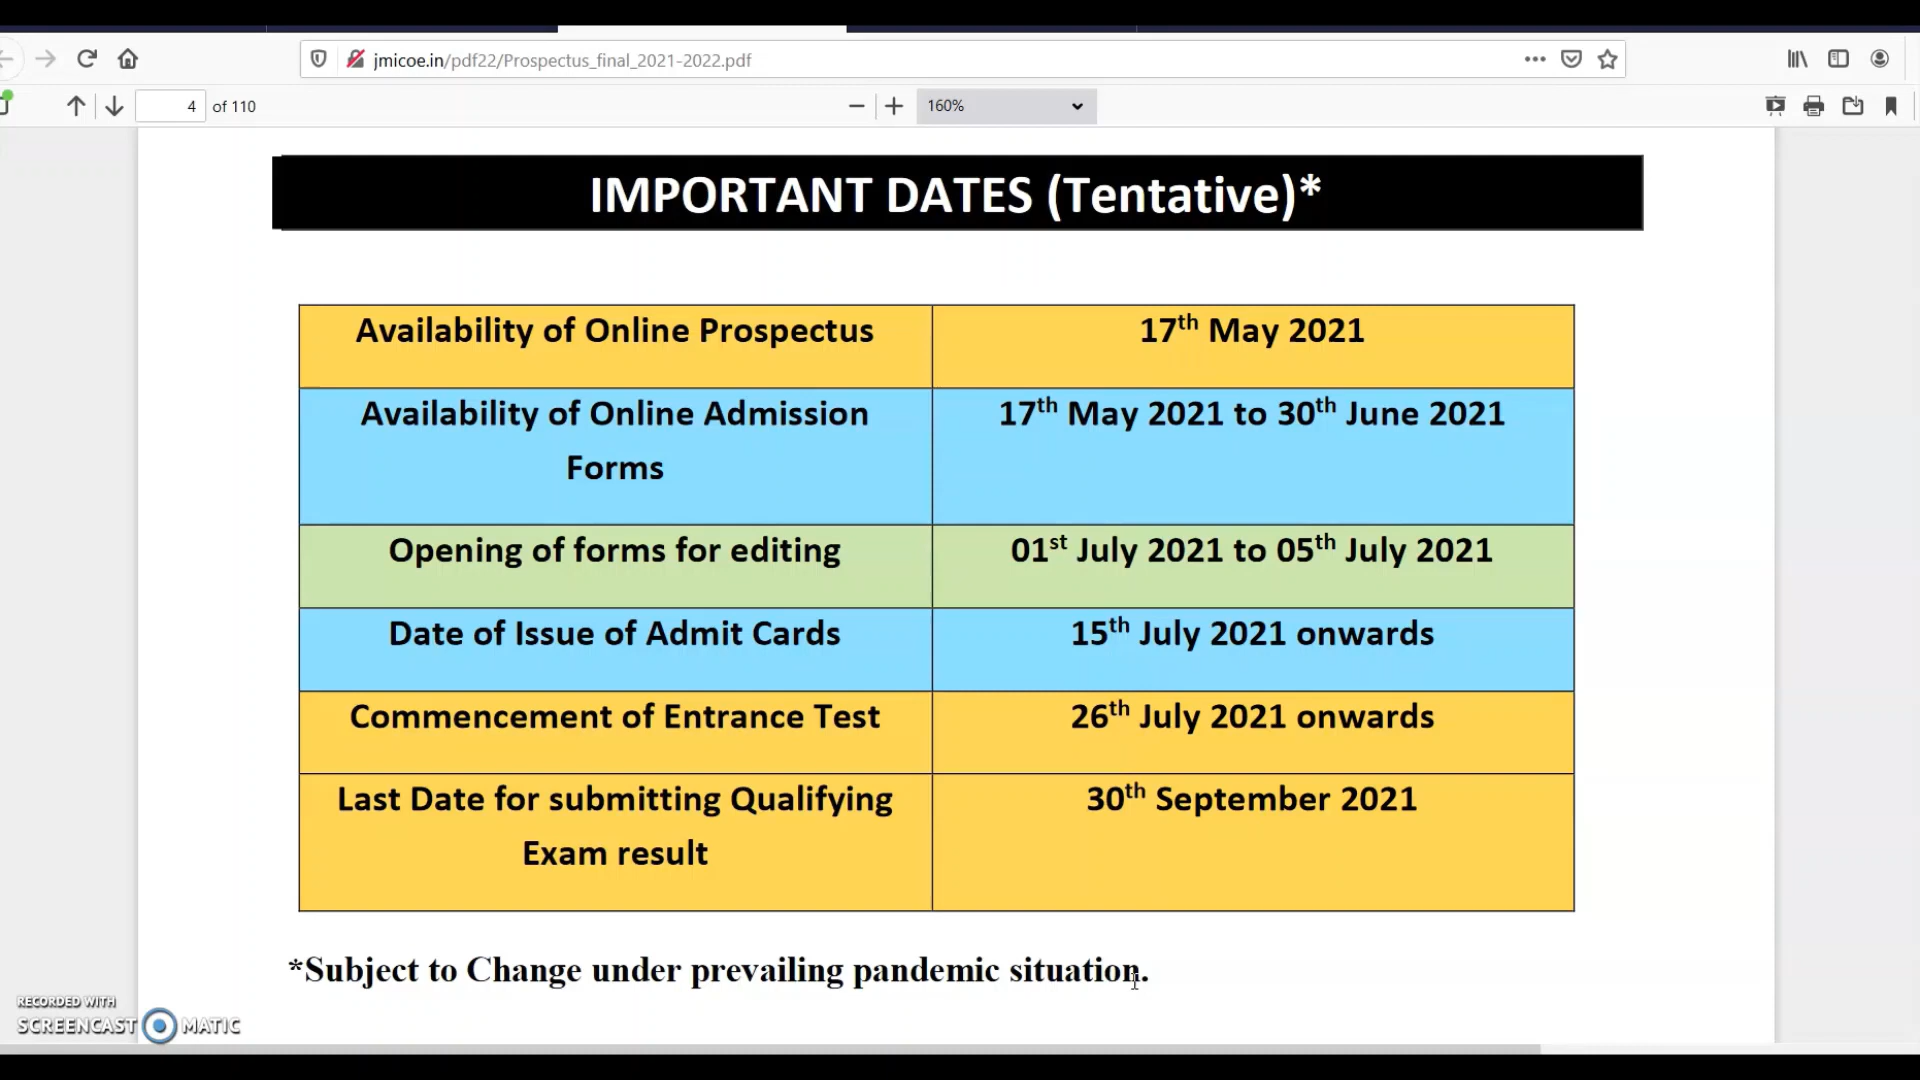 jmicoe.in/pdf22/Prospectus_final_2021-2022.pdf
4 of 110
160%
IMPORTANT DATES (Tentative)*
Availability of Online Prospectus
17th May 2021
Availability of Online Admission
Forms
17th May 2021 to 30th June 2021
Opening of forms for editing
01st July 2021 to 05th July 2021
Date of Issue of Admit Cards
15th July 2021 onwards
Commencement of Entrance Test
26th July 2021 onwards
Last Date for submitting Qualifying
Exam result
30th September 2021
*Subject to Change under prevailing pandemic situation.
RECORDED WITH
SCREENCAST MATIC